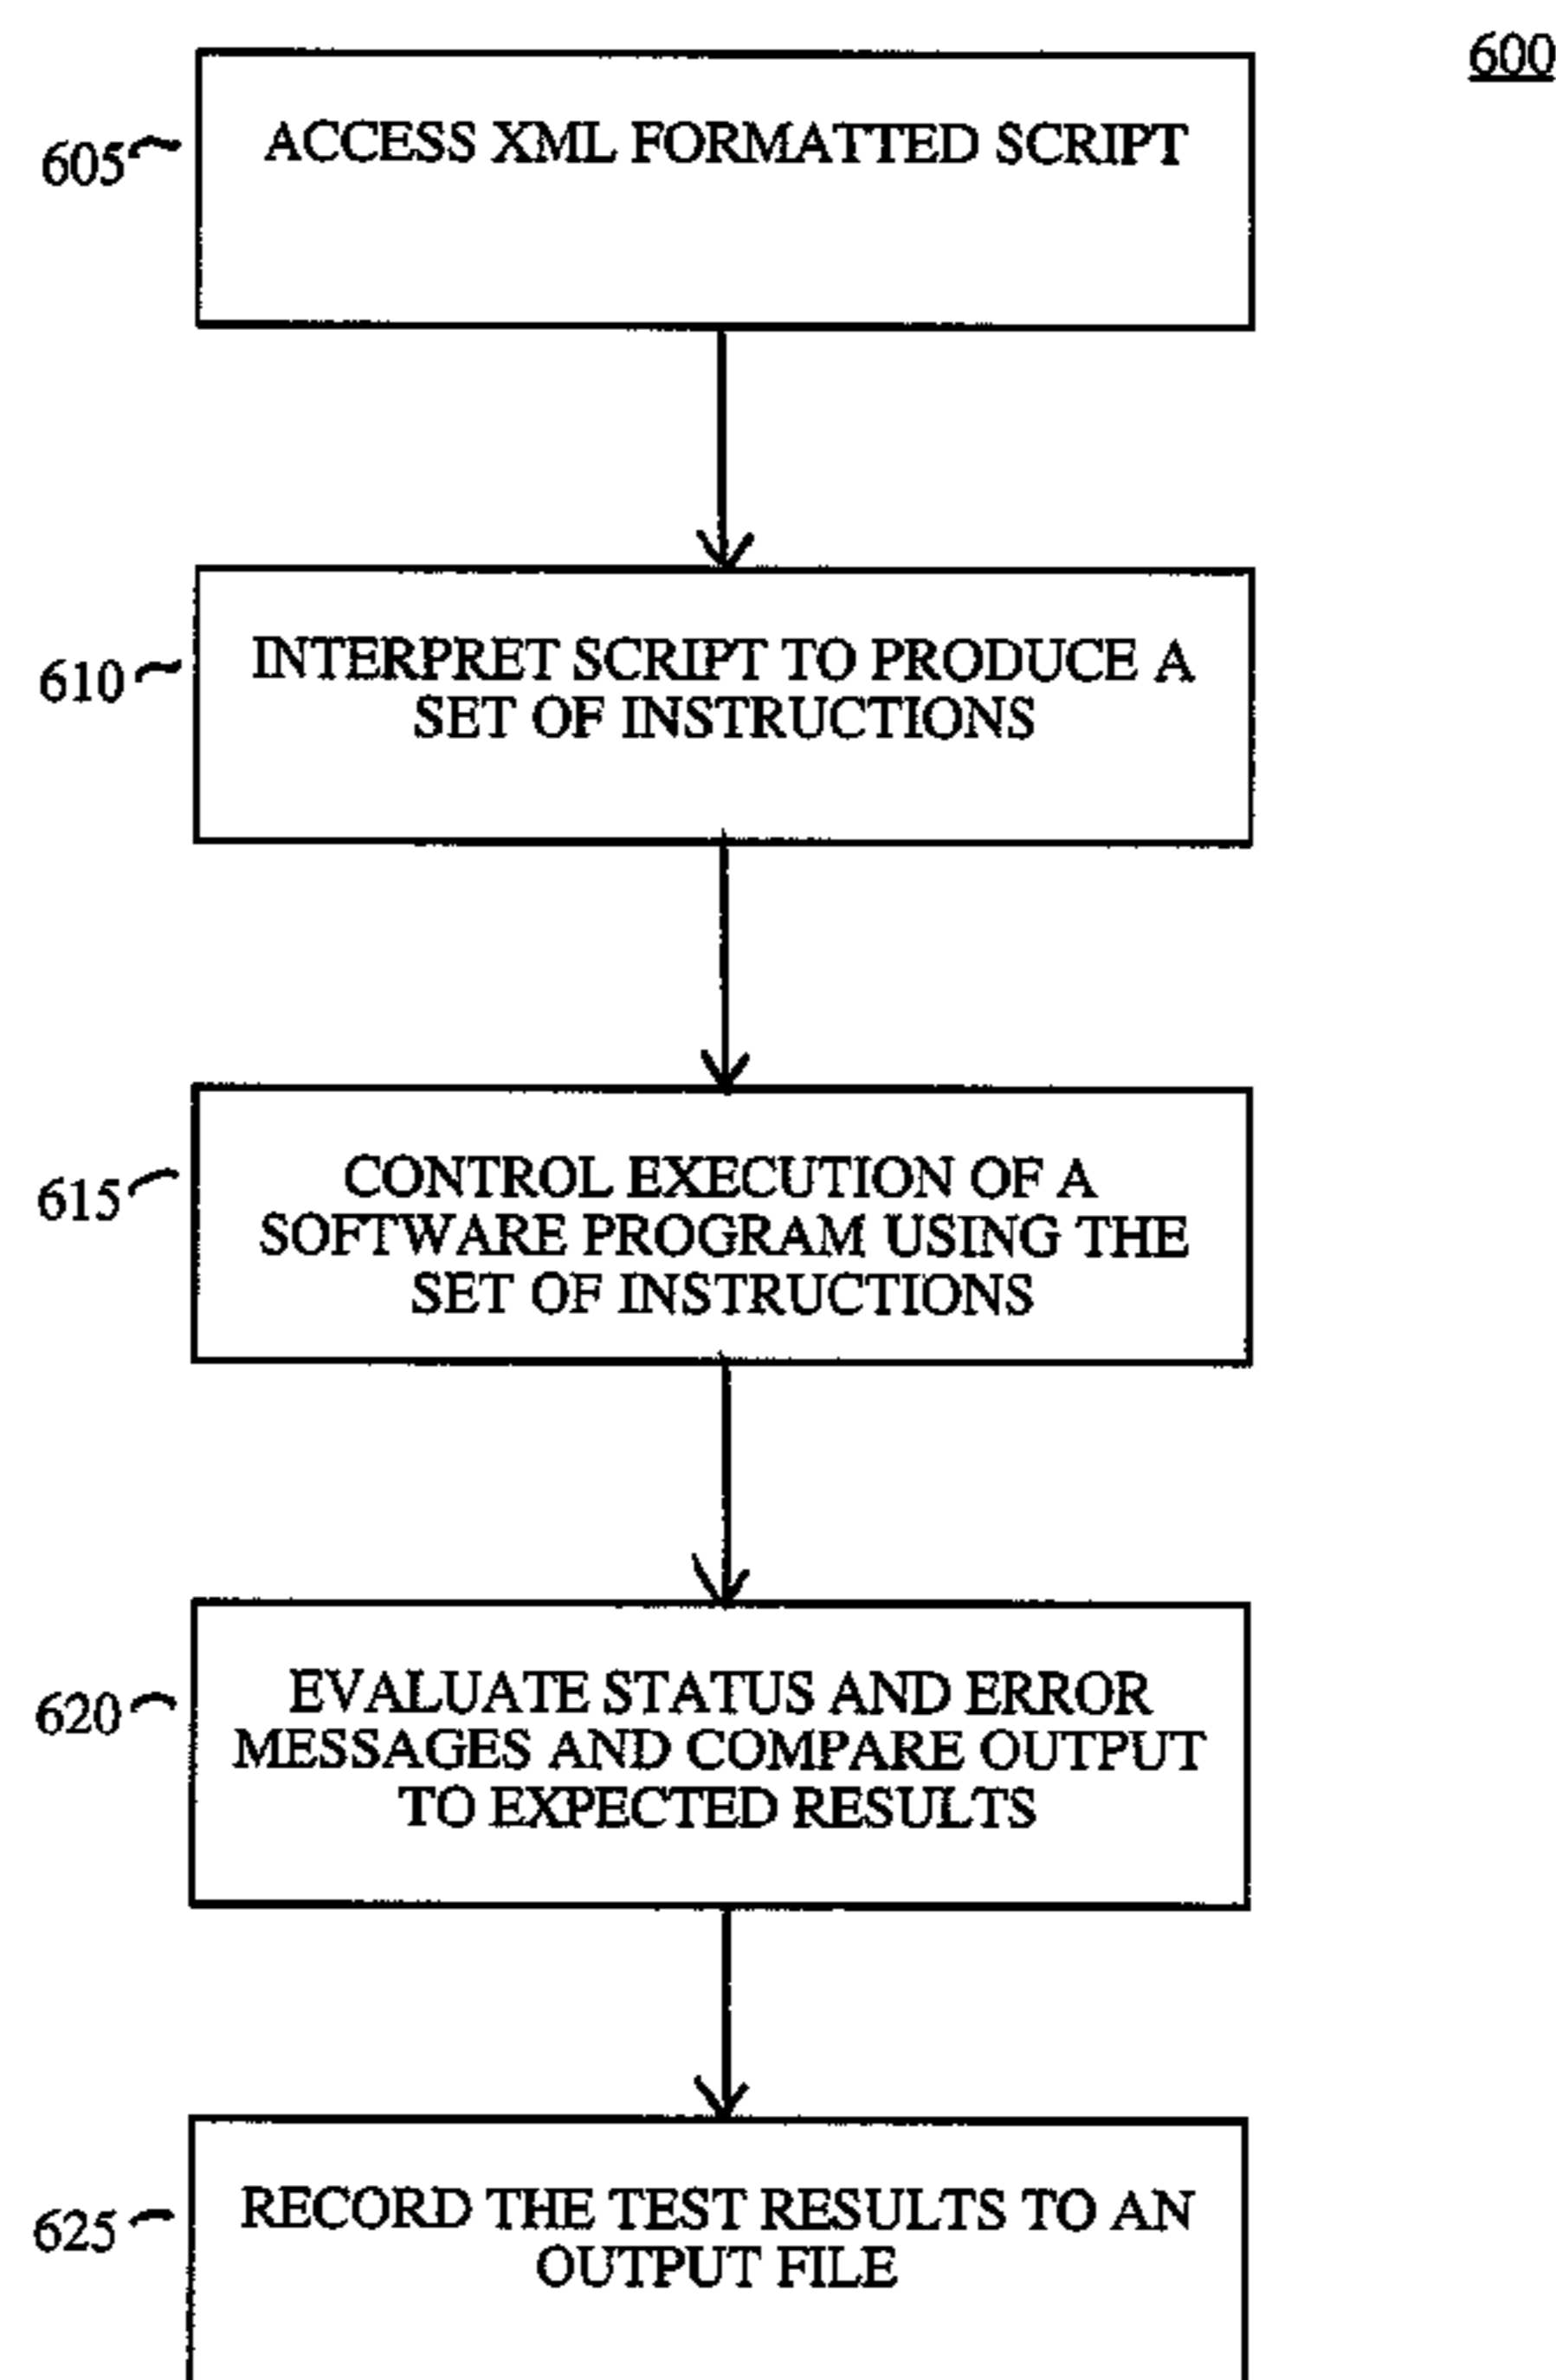 600
605
ACCESS XML FORMATTED SCRIPT
610
INTERPRET SCRIPT TO PRODUCE A
SET OF INSTRUCTIONS
615
CONTROL EXECUTION OF A
SOFTWARE PROGRAM USING THE
SET OF INSTRUCTIONS
620
EVALUATE STATUS AND ERROR
MESSAGES AND COMPARE OUTPUT
TO EXPECTED RESULTS
625
RECORD THE TEST RESULTS TO AN
OUTPUT FILE